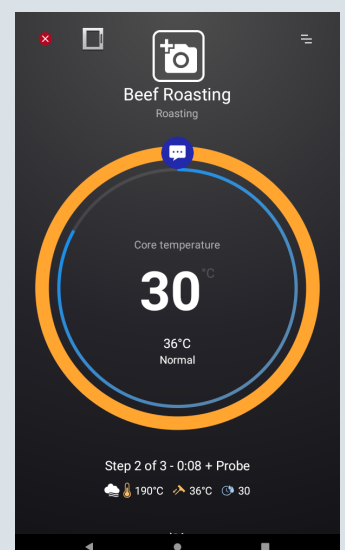 Beef Roasting
Roasting
Core temperature
30 °C
36°C
Normal
Step 2 of 3 - 0:08 + Probe
190°C 36°C 30